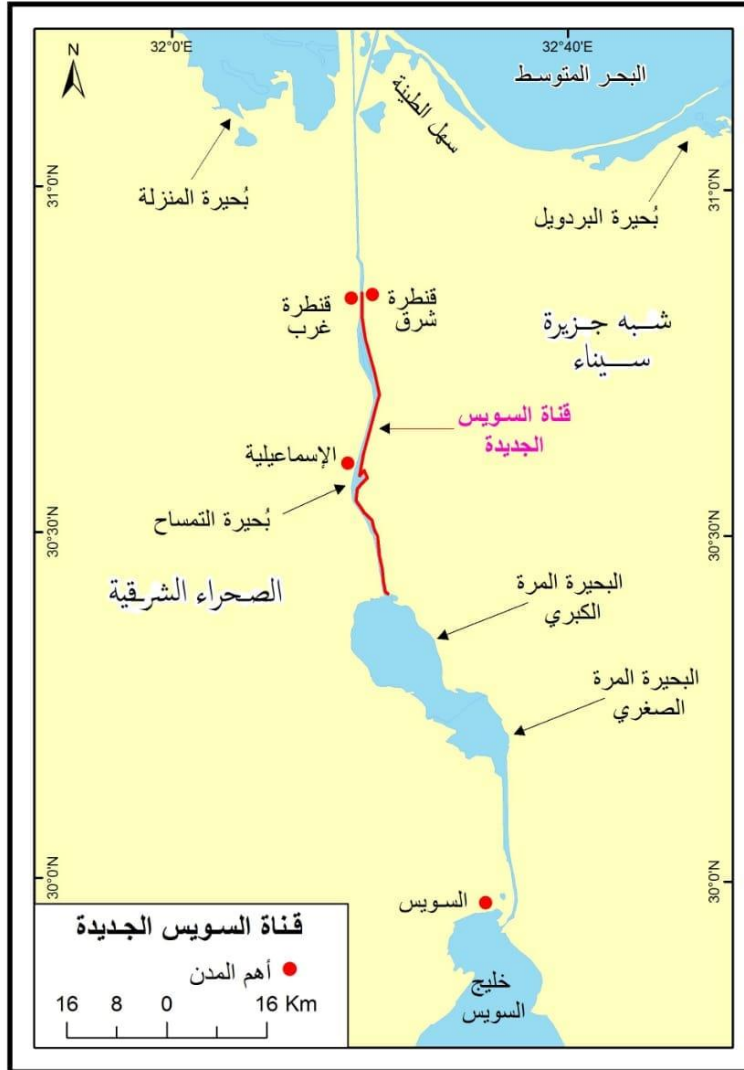 32°0'E
32°40'E
N
البحر المتوسط
سهل الطينة
31°0'N
31°0'N
بُحيرة المنزلة
بُحيرة البردويل
قنطرة
غرب
قنطرة
شرق
شبه جزيرة
سيناء
قناة السويس
الجديدة
الإسماعيلية
بُحيرة التمساح
30°30'N
30°30'N
الصحراء الشرقية
البحيرة المرة
الكبري
البحيرة المرة
الصغري
30°0'N
30°0'N
السويس
خليج
السويس
قناة السويس الجديدة
أهم المدن
16 8 0 16 Km